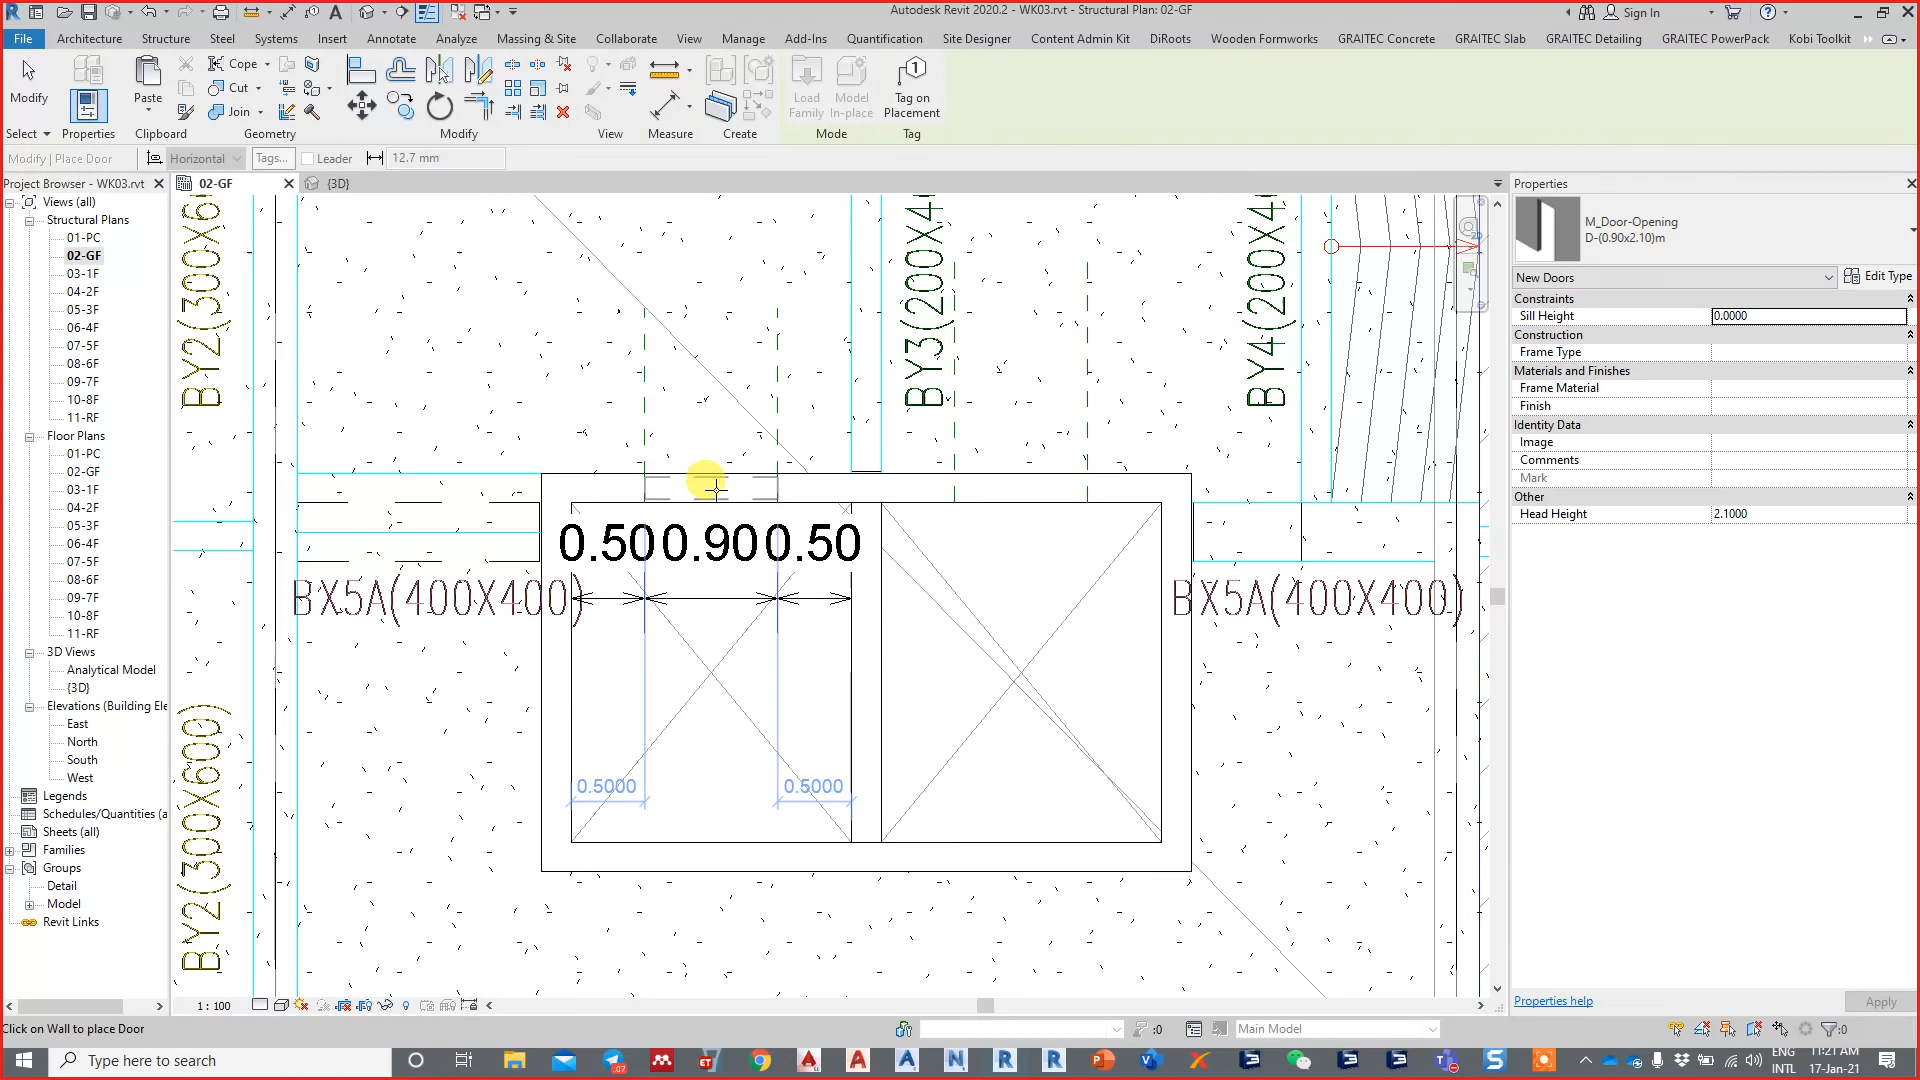 Autodesk Revit 2020.2 - WK03.rvt - Structural Plan: 02-GF
Sign In
File Architecture Structure Steel Systems Insert Annotate Analyze Massing & Site Collaborate View Manage Add-Ins Quantification Site Designer Content Admin Kit DiRoots Wooden Formworks GRAITEC Concrete GRAITEC Slab GRAITEC Detailing GRAITEC PowerPack Kobi Toolkit
Modify
Paste
Cope
Cut
Join
Load Family
Model In-place
Tag on Placement
Select Properties Clipboard Geometry Modify View Measure Create Mode Tag
Modify | Place Door Horizontal Tags... Leader 12.7 mm
Project Browser - WK03.rvt
Views (all)
Structural Plans
01-PC
02-GF
03-1F
04-2F
05-3F
06-4F
07-5F
08-6F
09-7F
10-8F
11-RF
Floor Plans
01-PC
02-GF
03-1F
04-2F
05-3F
06-4F
07-5F
08-6F
09-7F
10-8F
11-RF
3D Views
Analytical Model
{3D}
Elevations (Building Ele
East
North
South
West
Legends
Schedules/Quantities (a
Sheets (all)
Families
Groups
Detail
Model
Revit Links
02-GF
{3D}
BY3(200X4
BY4(200X4
0.50 0.90 0.50
BX5A(400X400)
BX5A(400X400)
0.5000
0.5000
BY2(300X600)
BY2(300X60
1 : 100
Properties
M_Door-Opening
D-(0.90x2.10)m
New Doors
Edit Type
Constraints
Sill Height 0.0000
Construction
Frame Type
Materials and Finishes
Frame Material
Finish
Identity Data
Image
Comments
Mark
Other
Head Height 2.1000
Properties help
Apply
Click on Wall to place Door
:0
Main Model
:0
Type here to search
ENG
INTL
11:21 AM
17-Jan-21